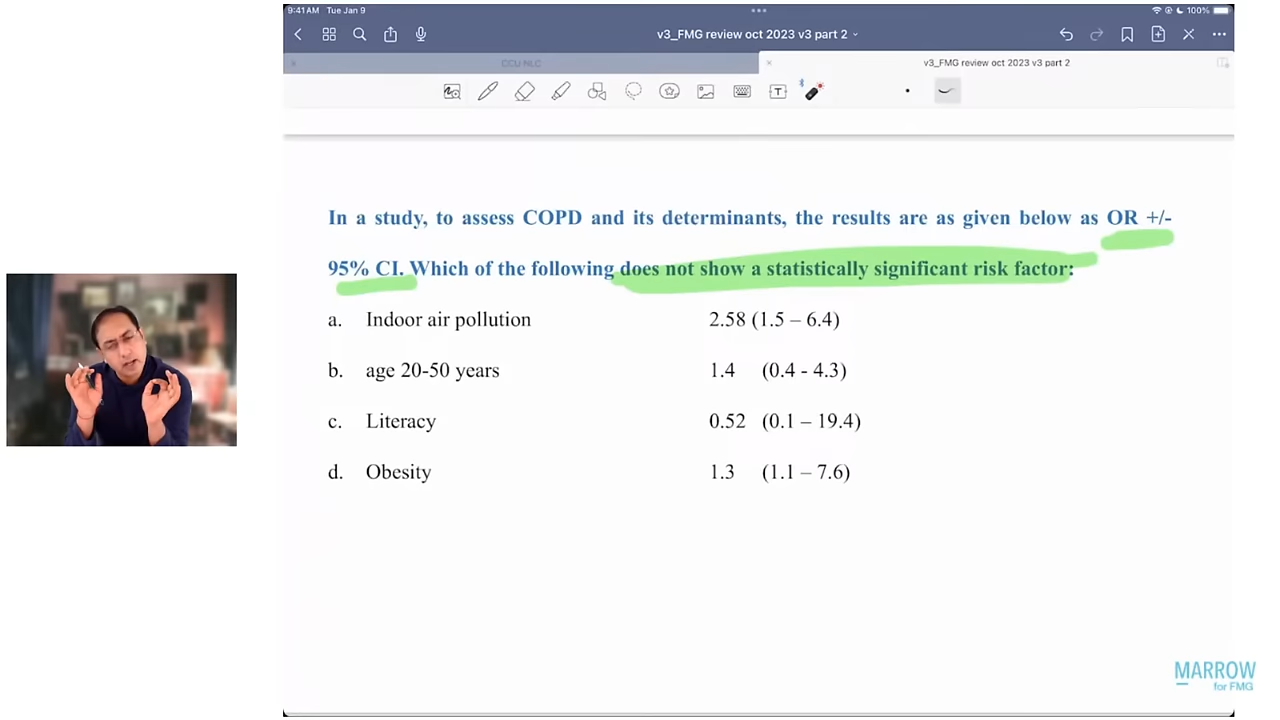 9:41 AM Tue Jan 9
100%
v3_FMG review oct 2023 v3 part 2
CCU NLC
v3_FMG review oct 2023 v3 part 2
T
In a study, to assess COPD and its determinants, the results are as given below as OR +/-
95% CI. Which of the following does not show a statistically significant risk factor:
a. Indoor air pollution 2.58 (1.5 – 6.4)
b. age 20-50 years 1.4 (0.4 - 4.3)
c. Literacy 0.52 (0.1 – 19.4)
d. Obesity 1.3 (1.1 – 7.6)
MARROW
for FMG